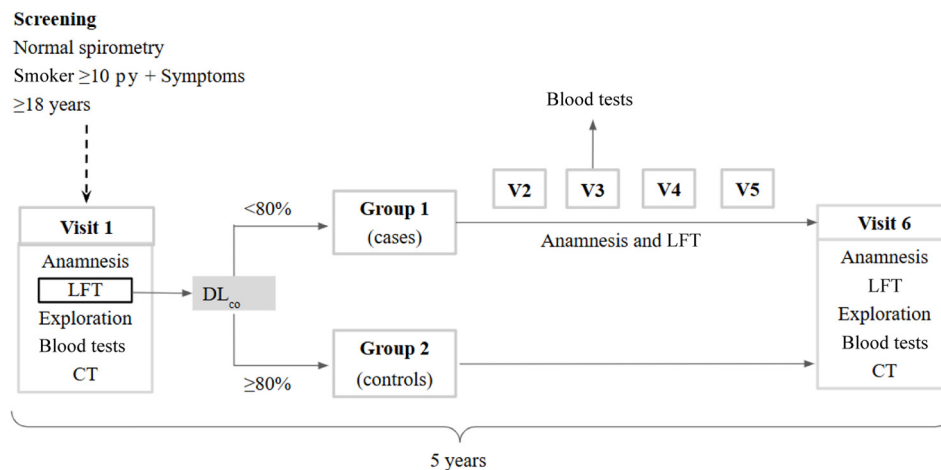 Screening
Normal spirometry
Smoker ≥10 py + Symptoms
≥18 years
Blood tests
V2
V3
V4
V5
Visit 1
Anamnesis
LFT
Exploration
Blood tests
CT
DLco
<80%
≥80%
Group 1
(cases)
Anamnesis and LFT
Group 2
(controls)
Visit 6
Anamnesis
LFT
Exploration
Blood tests
CT
5 years